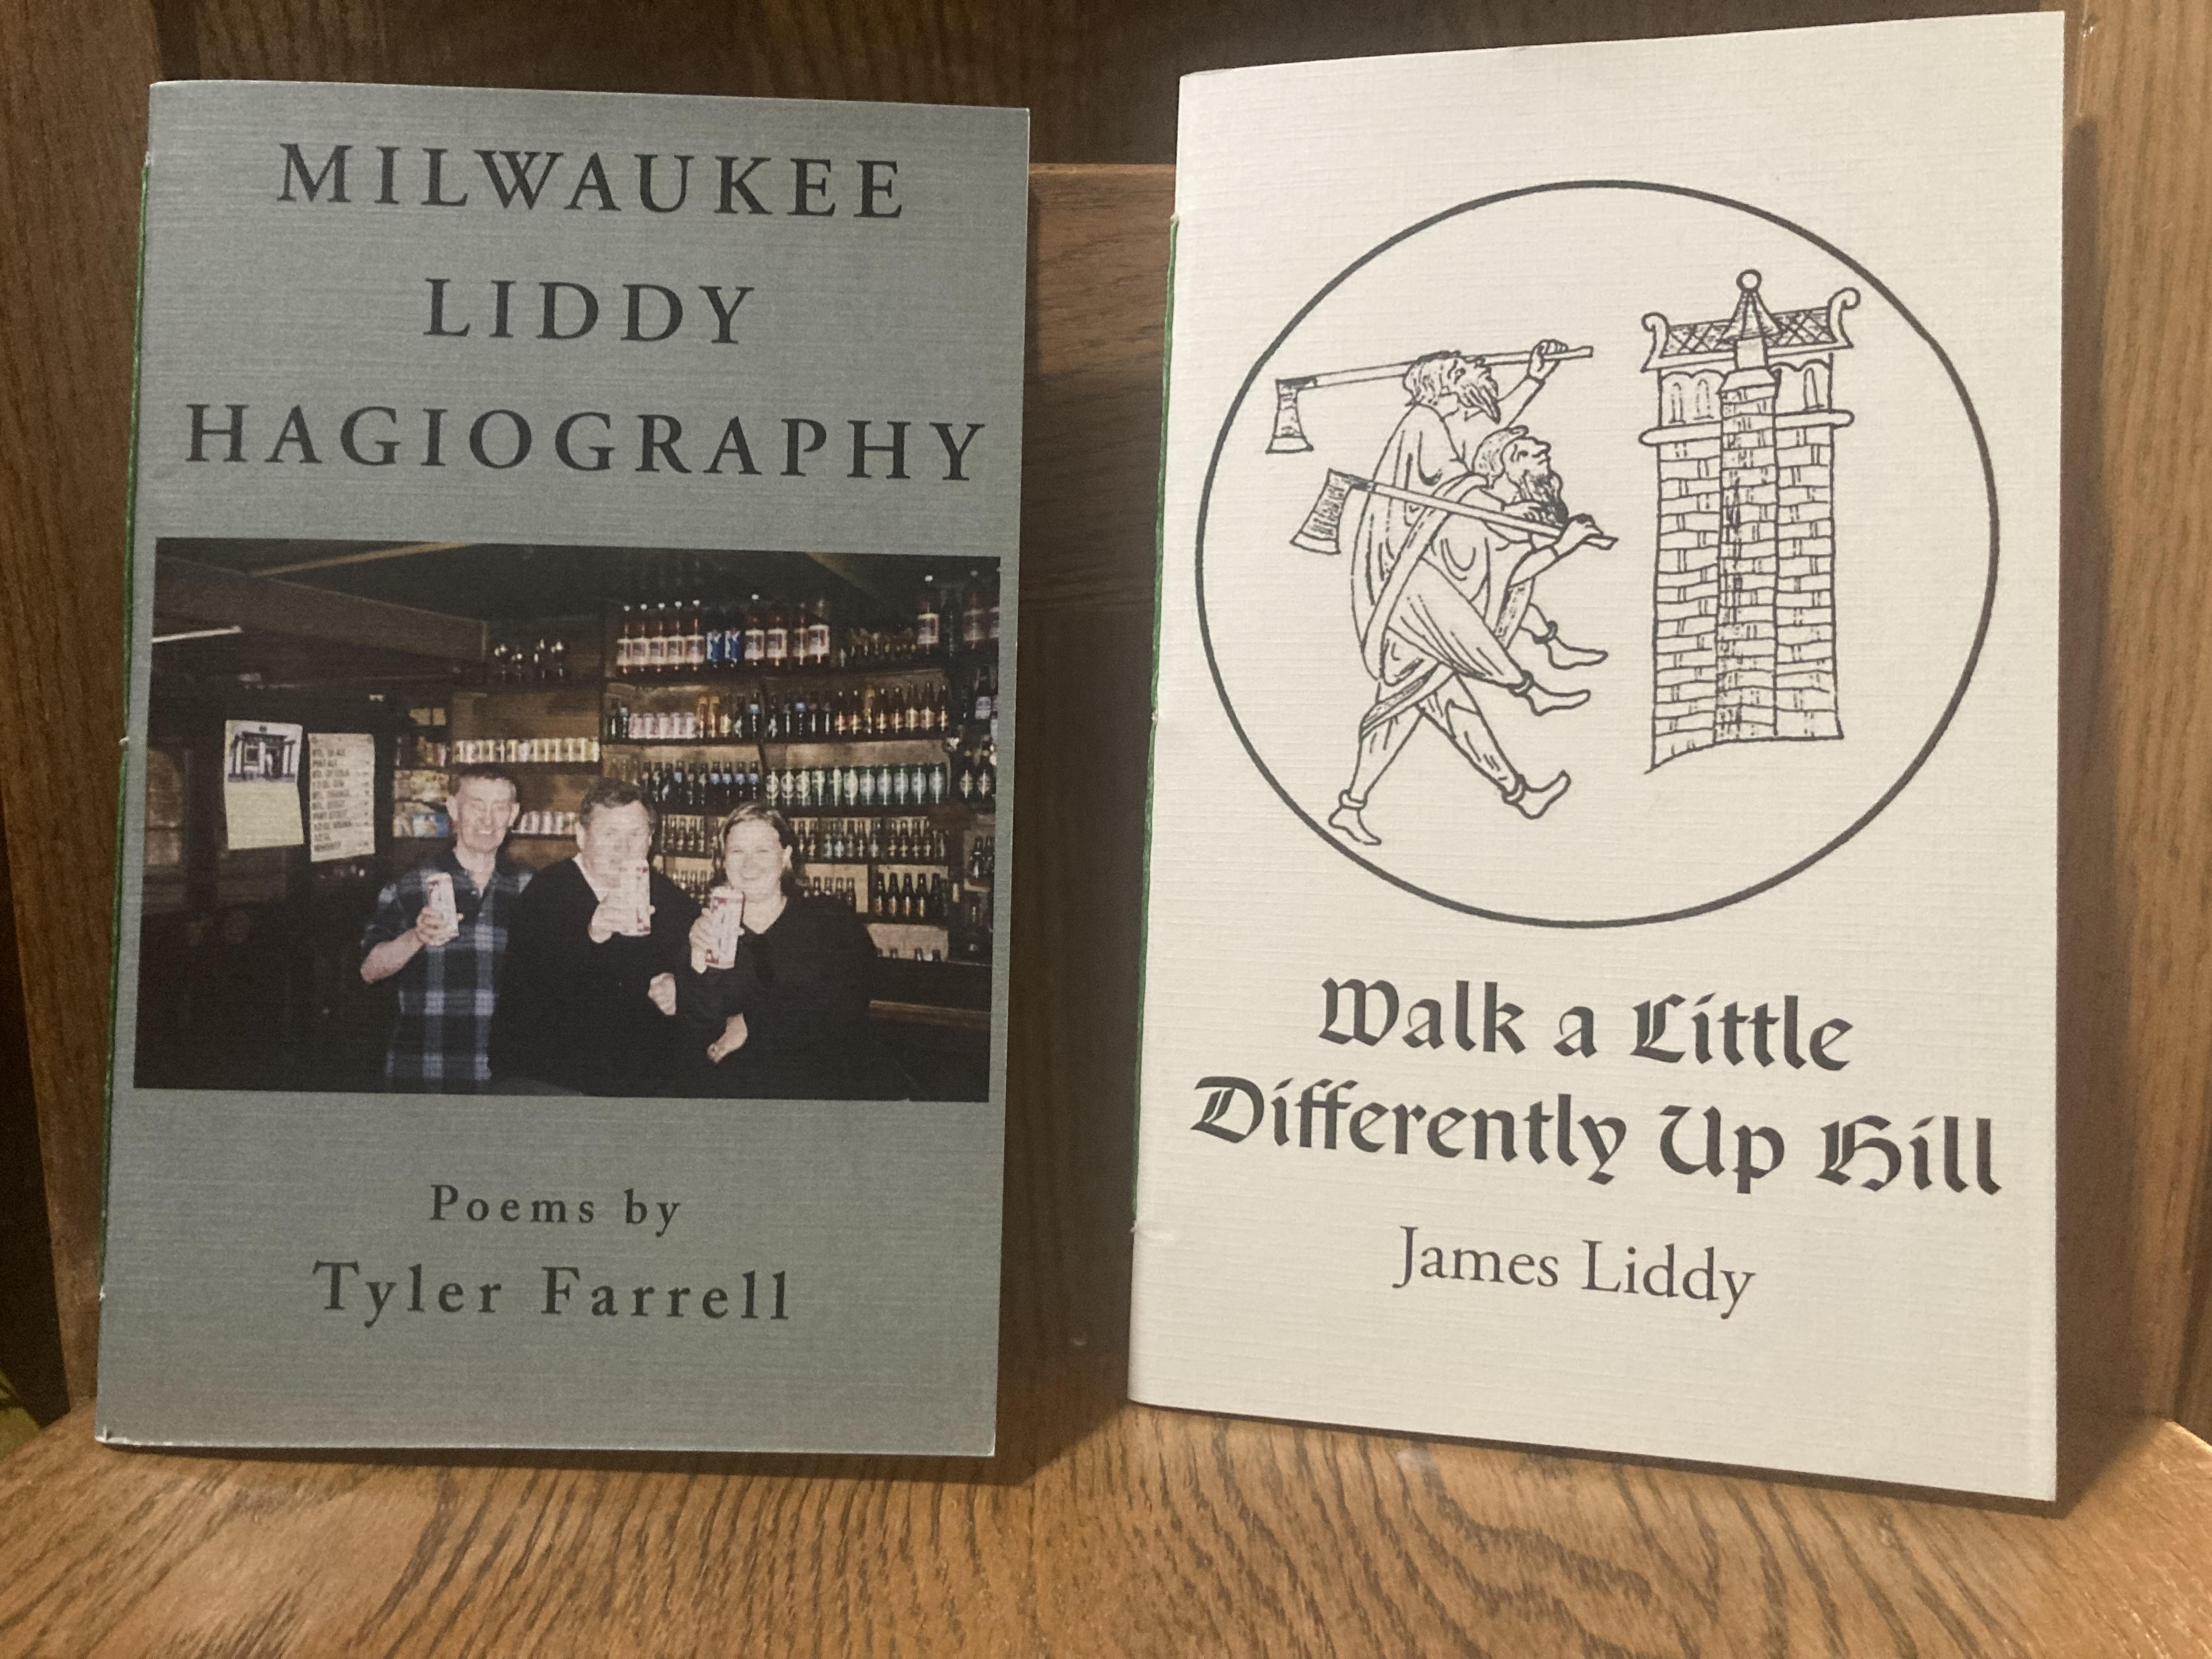 MILWAUKEE
LIDDY
HAGIOGRAPHY
Poems by
Tyler Farrell
Walk a Little
Differently Up Hill
James Liddy